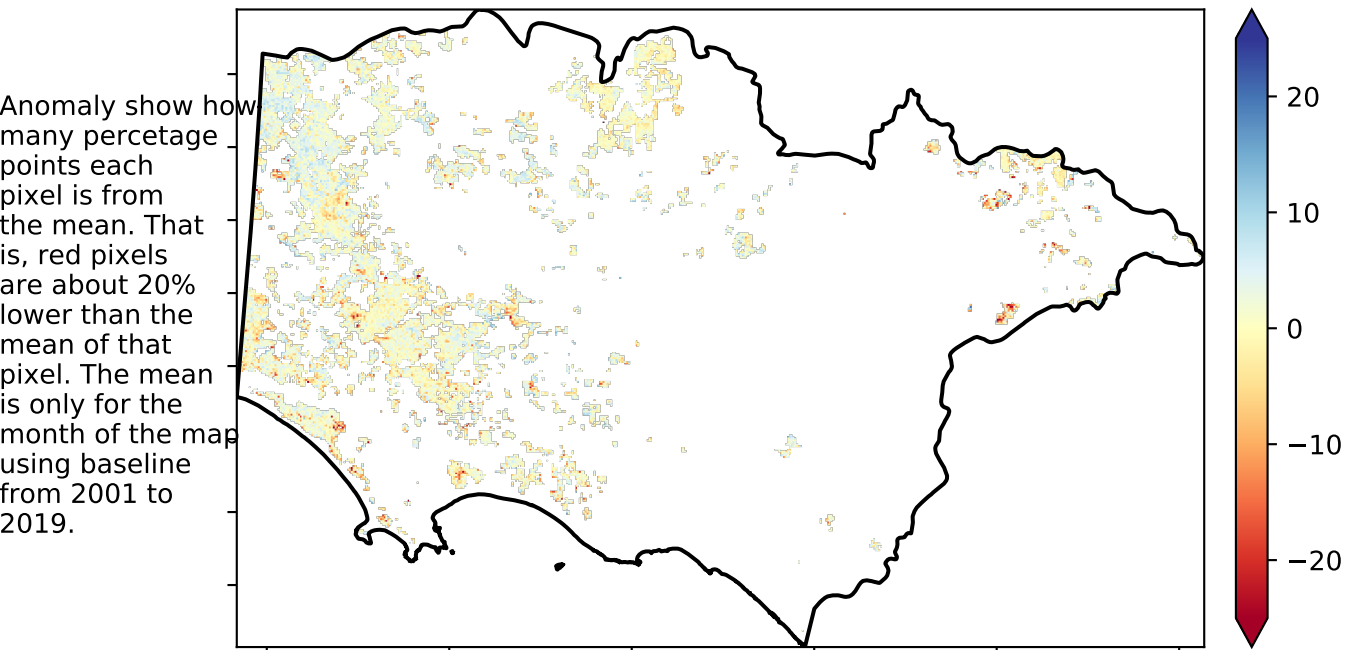 Anomaly show how
many percetage
points each
pixel is from
the mean. That
is, red pixels
are about 20%
lower than the
mean of that
pixel. The mean
is only for the
month of the map
using baseline
from 2001 to
2019.
20
10
0
−10
−20